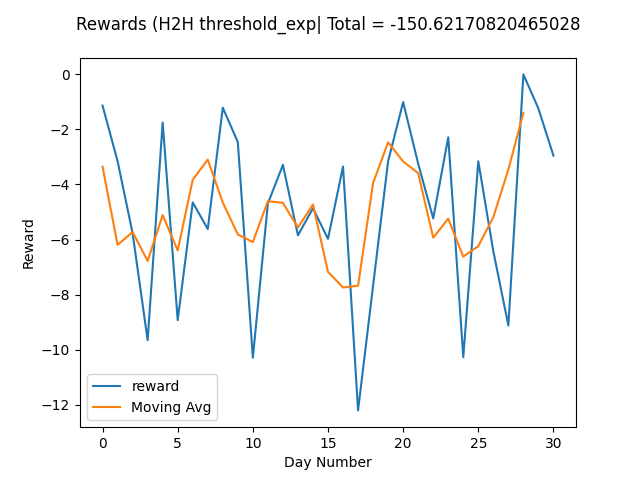 Rewards (H2H threshold_exp| Total = -150.62170820465028
0
−2
−4
−6
−8
−10
−12
Reward
reward
Moving Avg
0 5 10 15 20 25 30
Day Number